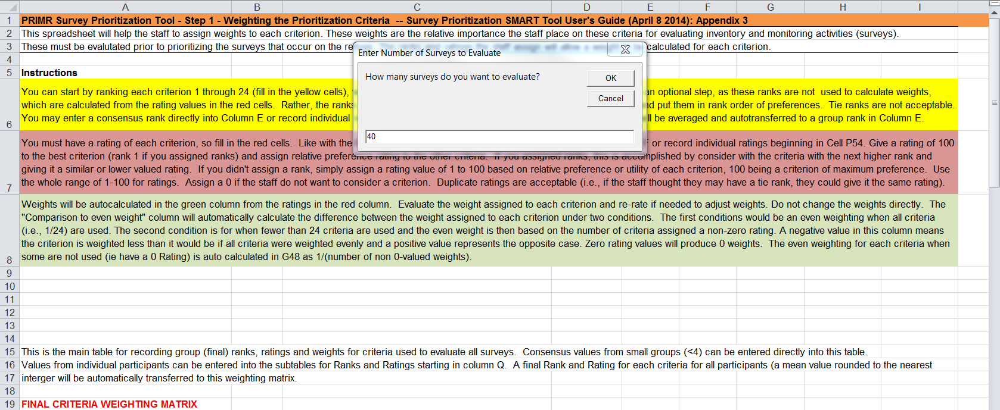 A B C D E F G H I
1 PRIMR Survey Prioritization Tool - Step 1 - Weighting the Prioritization Criteria -- Survey Prioritization SMART Tool User's Guide (April 8 2014): Appendix 3
2 This spreadsheet will help the staff to assign weights to each criterion. These weights are the relative importance the staff place on these criteria for evaluating inventory and monitoring activities (surveys).
3 These must be evalutated prior to prioritizing the surveys that occur on the re calculated for each criterion.
Enter Number of Surveys to Evaluate
How many surveys do you want to evaluate?
OK
Cancel
40
4
5 Instructions
You can start by ranking each criterion 1 through 24 (fill in the yellow cells), an optional step, as these ranks are not used to calculate weights,
which are calculated from the rating values in the red cells. Rather, the ranks d put them in rank order of preferences. Tie ranks are not acceptable.
6 You may enter a consensus rank directly into Column E or record individual ll be averaged and autotransferred to a group rank in Column E.
You must have a rating of each criterion, so fill in the red cells. Like with the or record individual ratings beginning in Cell P54. Give a rating of 100
to the best criterion (rank 1 if you assigned ranks) and assign relative preference rating to the other criteria. If you assigned ranks, this is accomplished by consider with the criteria with the next higher rank and
giving it a similar or lower valued rating. If you didn't assign a rank, simply assign a rating value of 1 to 100 based on relative preference or utility of each criterion, 100 being a criterion of maximum preference. Use
7 the whole range of 1-100 for ratings. Assign a 0 if the staff do not want to consider a criterion. Duplicate ratings are acceptable (i.e., if the staff thought they may have a tie rank, they could give it the same rating).
Weights will be autocalculated in the green column from the ratings in the red column. Evaluate the weight assigned to each criterion and re-rate if needed to adjust weights. Do not change the weights directly. The
"Comparison to even weight" column will automatically calculate the difference between the weight assigned to each criterion under two conditions. The first conditions would be an even weighting when all criteria
(i.e., 1/24) are used. The second condition is for when fewer than 24 criteria are used and the even weight is then based on the number of criteria assigned a non-zero rating. A negative value in this column means
the criterion is weighted less than it would be if all criteria were weighted evenly and a positive value represents the opposite case. Zero rating values will produce 0 weights. The even weighting for each criteria when
8 some are not used (ie have a 0 Rating) is auto calculated in G48 as 1/(number of non 0-valued weights).
9
10
11
12
13
14
15 This is the main table for recording group (final) ranks, ratings and weights for criteria used to evaluate all surveys. Consensus values from small groups (<4) can be entered directly into this table.
16 Values from individual participants can be entered into the subtables for Ranks and Ratings starting in column Q. A final Rank and Rating for each criteria for all participants (a mean value rounded to the nearest
17 interger will be automatically transferred to this weighting matrix.
18
19 FINAL CRITERIA WEIGHTING MATRIX